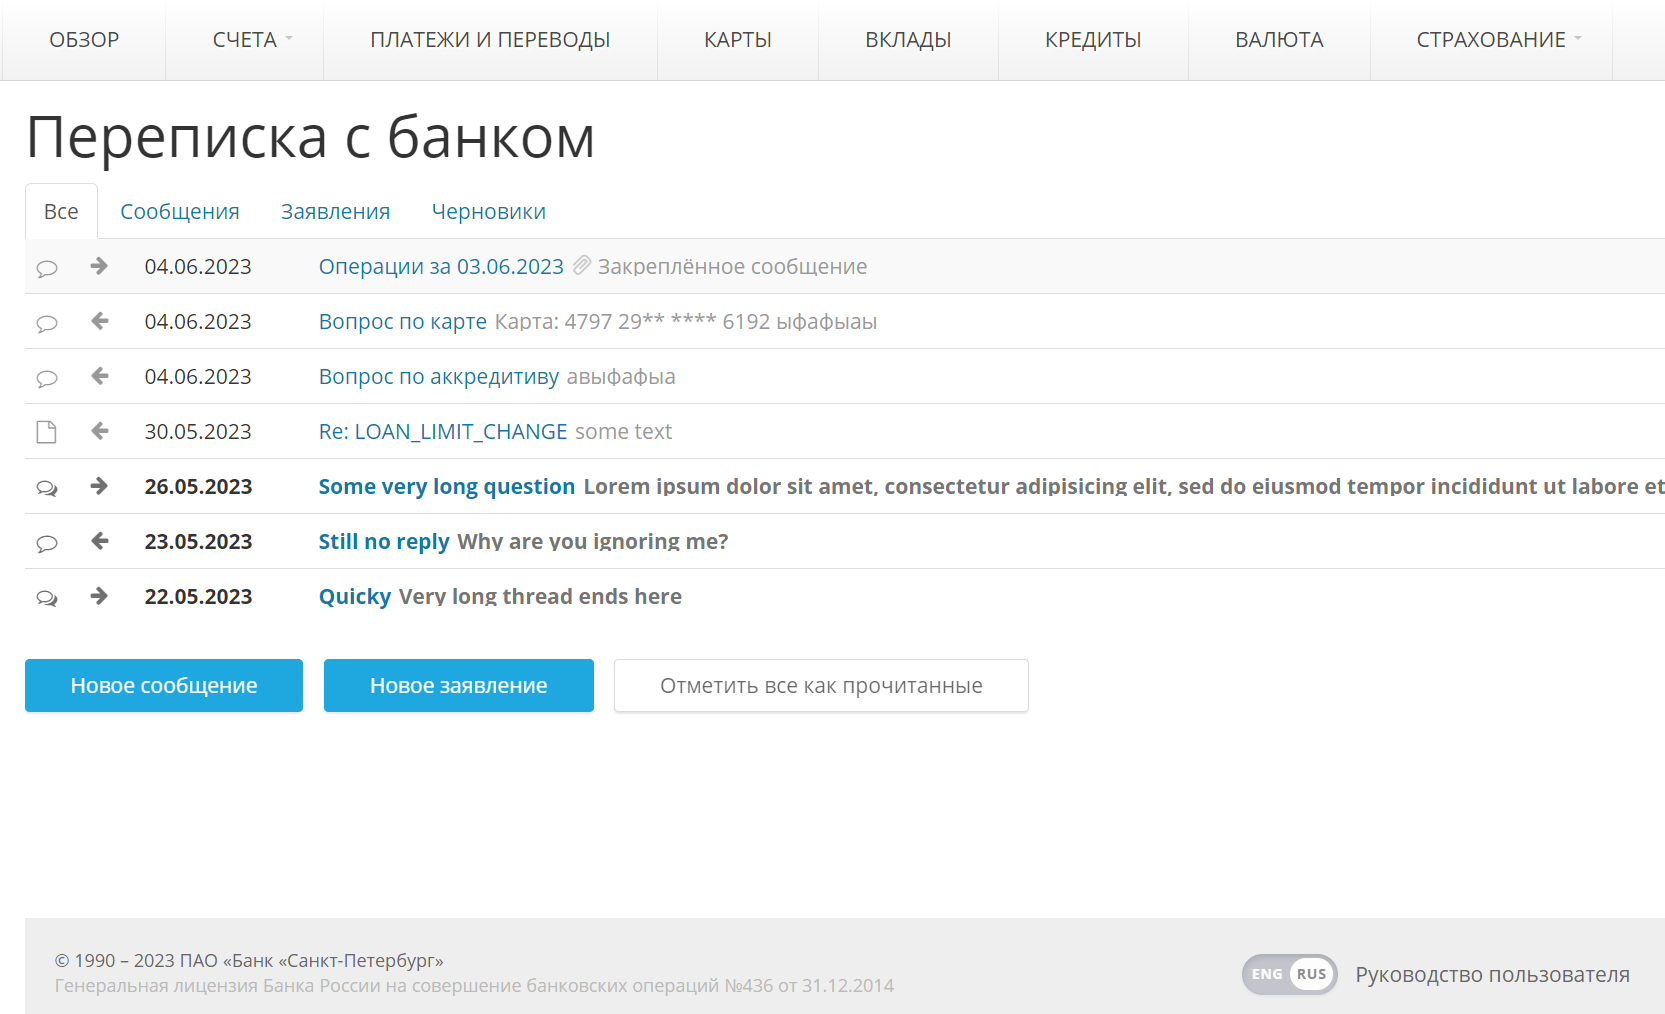 ОБЗОР СЧЕТА ПЛАТЕЖИ И ПЕРЕВОДЫ КАРТЫ ВКЛАДЫ КРЕДИТЫ ВАЛЮТА СТРАХОВАНИЕ
Переписка с банком
Все Сообщения Заявления Черновики
04.06.2023 Операции за 03.06.2023 Закреплённое сообщение
04.06.2023 Вопрос по карте Карта: 4797 29** **** 6192 ыфафыаы
04.06.2023 Вопрос по аккредитиву авыфафыа
30.05.2023 Re: LOAN_LIMIT_CHANGE some text
26.05.2023 Some very long question Lorem ipsum dolor sit amet, consectetur adipisicing elit, sed do eiusmod tempor incididunt ut labore et
23.05.2023 Still no reply Why are you ignoring me?
22.05.2023 Quicky Very long thread ends here
Новое сообщение Новое заявление Отметить все как прочитанные
© 1990 – 2023 ПАО «Банк «Санкт-Петербург»
Генеральная лицензия Банка России на совершение банковских операций №436 от 31.12.2014
ENG RUS Руководство пользователя